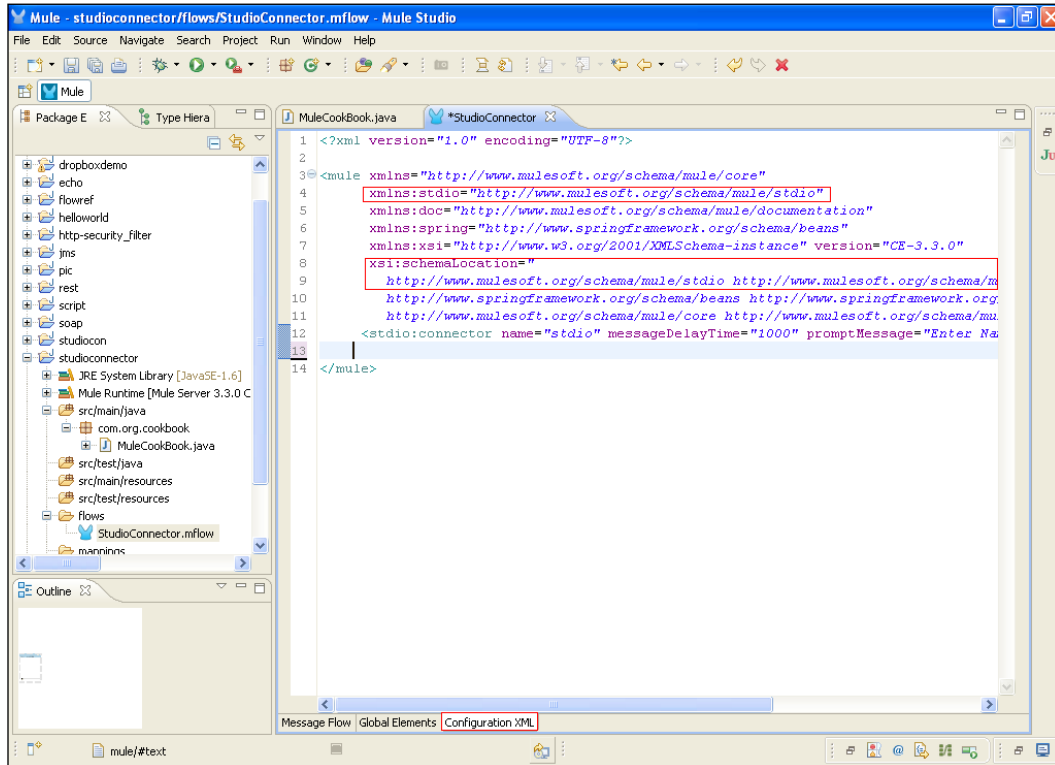 Mule - studioconnector/flows/StudioConnector.mflow - Mule Studio
File Edit Source Navigate Search Project Run Window Help
Mule
Package E
Type Hiera
dropboxdemo
echo
flowref
helloworld
http-security_filter
jms
pic
rest
script
soap
studiocon
studioconnector
JRE System Library [JavaSE-1.6]
Mule Runtime [Mule Server 3.3.0 C
src/main/java
com.org.cookbook
MuleCookBook.java
src/test/java
src/main/resources
src/test/resources
flows
StudioConnector.mflow
mappings
Outline
MuleCookBook.java
*StudioConnector
1 <?xml version="1.0" encoding="UTF-8"?>
2
3 <mule xmlns="http://www.mulesoft.org/schema/mule/core"
4 xmlns:stdio="http://www.mulesoft.org/schema/mule/stdio"
5 xmlns:doc="http://www.mulesoft.org/schema/mule/documentation"
6 xmlns:spring="http://www.springframework.org/schema/beans"
7 xmlns:xsi="http://www.w3.org/2001/XMLSchema-instance" version="CE-3.3.0"
8 xsi:schemaLocation="
9 http://www.mulesoft.org/schema/mule/stdio http://www.mulesoft.org/schema/m
10 http://www.springframework.org/schema/beans http://www.springframework.org
11 http://www.mulesoft.org/schema/mule/core http://www.mulesoft.org/schema/mu
12 <stdio:connector name="stdio" messageDelayTime="1000" promptMessage="Enter Na
13
14 </mule>
Ju
Message Flow Global Elements Configuration XML
mule/#text